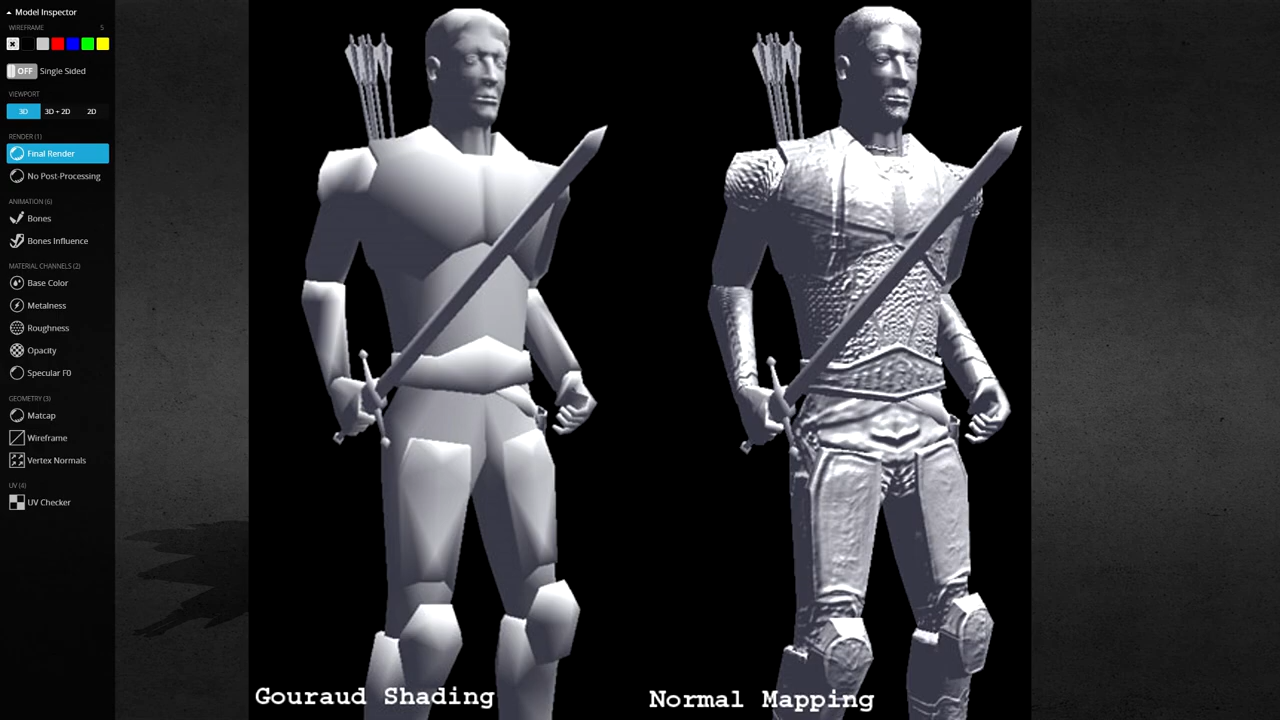 Model Inspector
WIREFRAME 5
OFF Single Sided
VIEWPORT
3D 3D + 2D 2D
RENDER (1)
Final Render
No Post-Processing
ANIMATION (6)
Bones
Bones Influence
MATERIAL CHANNELS (2)
Base Color
Metalness
Roughness
Opacity
Specular F0
GEOMETRY (3)
Matcap
Wireframe
Vertex Normals
UV (4)
UV Checker
Gouraud Shading
Normal Mapping